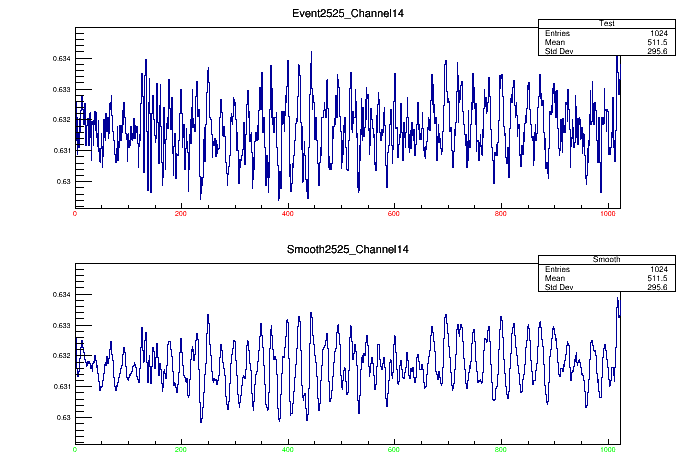 Event2525_Channel14
Test
Entries 1024
Mean 511.5
Std Dev 295.6
0.634
0.633
0.632
0.631
0.63
0 200 400 600 800 1000
Smooth2525_Channel14
Smooth
Entries 1024
Mean 511.5
Std Dev 295.6
0.634
0.633
0.632
0.631
0.63
0 200 400 600 800 1000